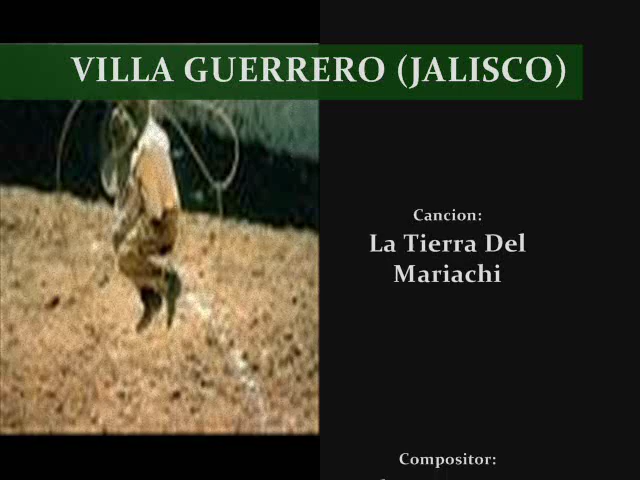 VILLA GUERRERO (JALISCO)
Cancion:
La Tierra Del
Mariachi
Compositor: